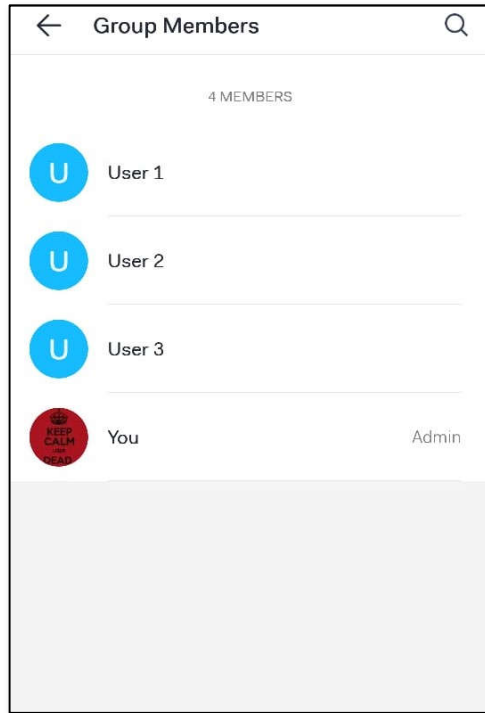 Group Members
4 MEMBERS
U
User 1
U
User 2
U
User 3
KEEP
CALM
DEAD
You
Admin